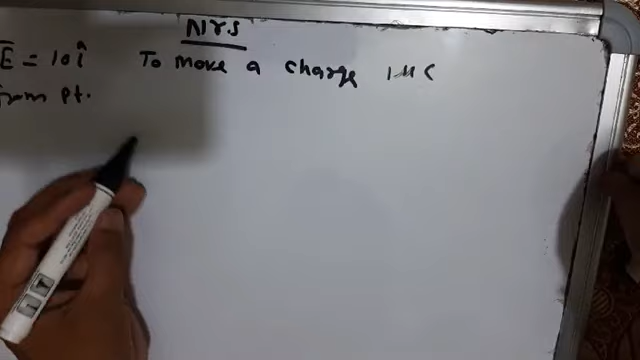 NYS
E̅ = 10 î To move a charge 1 μC
from pt.